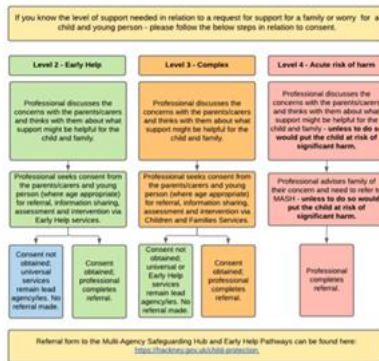 If you know the level of support needed in relation to a request for support for a family or worry for a
child and young person - please follow the below steps in relation to consent.
Level 2 - Early Help
Professional discusses the
concerns with the parents/carers
and thinks with them about what
support might be helpful for the
child and family.
Professional seeks consent from
the parents/carers and young
person (where age appropriate)
for referral, information sharing,
assessment and intervention via
Early Help services.
Consent not
obtained;
universal
services
remain lead
agency/ies. No
referral made.
Consent
obtained;
professional
completes
referral.
Level 3 - Complex
Professional discusses the
concerns with the parents/carers
and thinks with them about what
support might be helpful for the
child and family.
Professional seeks consent from
the parents/carers and young
person (where age appropriate)
for referral, information sharing,
assessment and intervention via
Children and Families Services.
Consent not
obtained;
universal or
Early Help
services
remain lead
agency/ies. No
referral made.
Consent
obtained;
professional
completes
referral.
Level 4 - Acute risk of harm
Professional discusses the
concerns with the parents/carers
and thinks with them about what
support might be helpful for the
child and family - unless to do so
would put the child at risk of
significant harm.
Professional advises family of
their concern and need to refer to
MASH - unless to do so would
put the child at risk of
significant harm.
Professional
completes
referral.
Referral form to the Multi-Agency Safeguarding Hub and Early Help Pathways can be found here:
https://hackney.gov.uk/child-protection